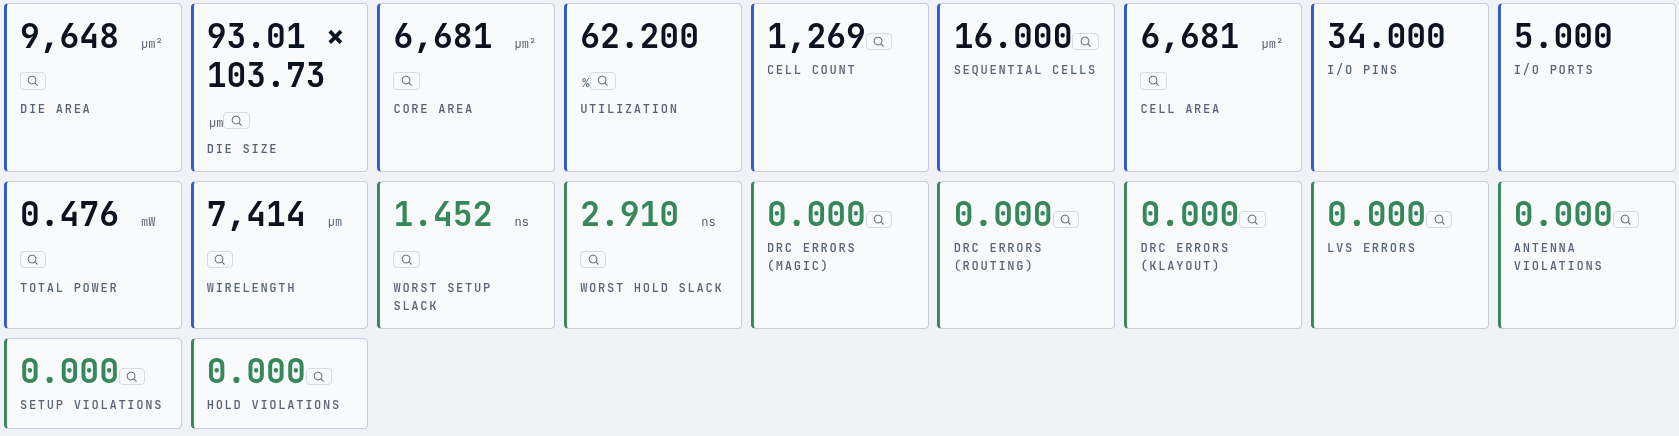 9,648 µm²
DIE AREA
93.01 ×
103.73
µm
DIE SIZE
6,681 µm²
CORE AREA
62.200
%
UTILIZATION
1,269
CELL COUNT
16.000
SEQUENTIAL CELLS
6,681 µm²
CELL AREA
34.000
I/O PINS
5.000
I/O PORTS
0.476 mW
TOTAL POWER
7,414 µm
WIRELENGTH
1.452 ns
WORST SETUP
SLACK
2.910 ns
WORST HOLD SLACK
0.000
DRC ERRORS
(MAGIC)
0.000
DRC ERRORS
(ROUTING)
0.000
DRC ERRORS
(KLAYOUT)
0.000
LVS ERRORS
0.000
ANTENNA
VIOLATIONS
0.000
SETUP VIOLATIONS
0.000
HOLD VIOLATIONS